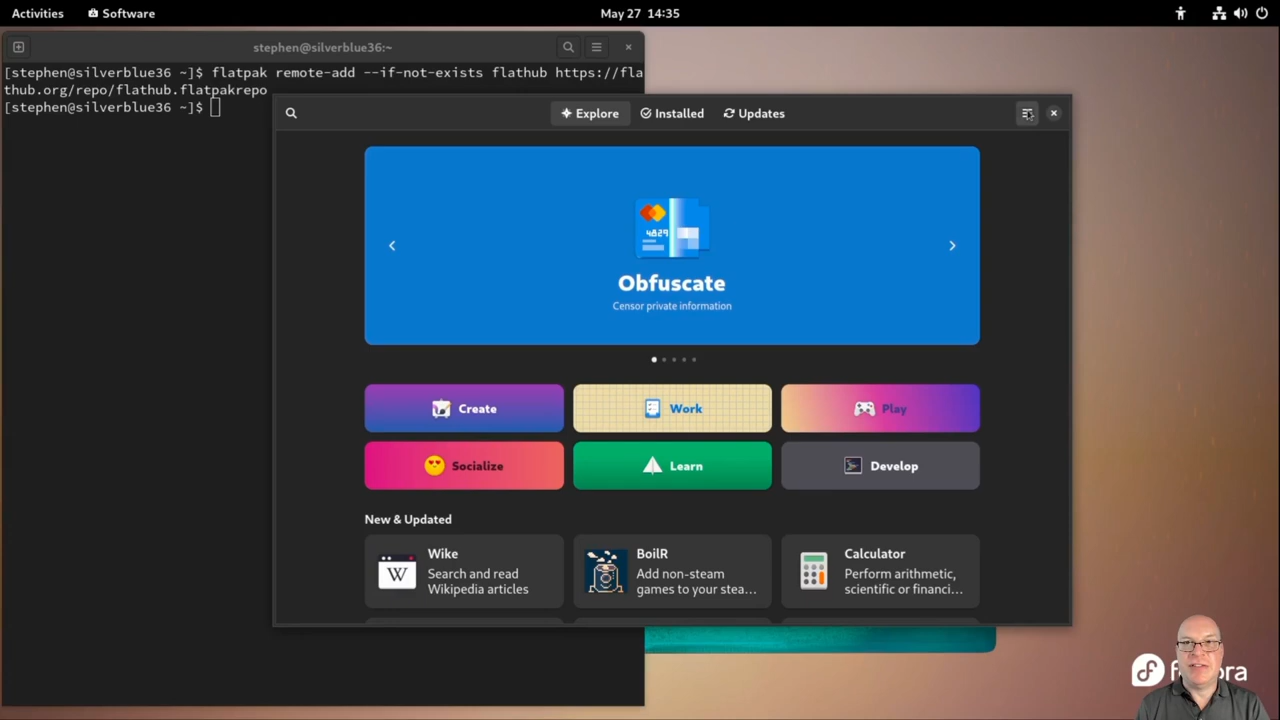 Activities
Software
May 27 14:35
stephen@silverblue36:~
[stephen@silverblue36 ~]$ flatpak remote-add --if-not-exists flathub https://fla
thub.org/repo/flathub.flatpakrepo
[stephen@silverblue36 ~]$
Explore
Installed
Updates
4829
Obfuscate
Censor private information
Create
Work
Play
Socialize
Learn
Develop
New & Updated
W
Wike
Search and read
Wikipedia articles
BoilR
Add non-steam
games to your stea…
Calculator
Perform arithmetic,
scientific or financi…